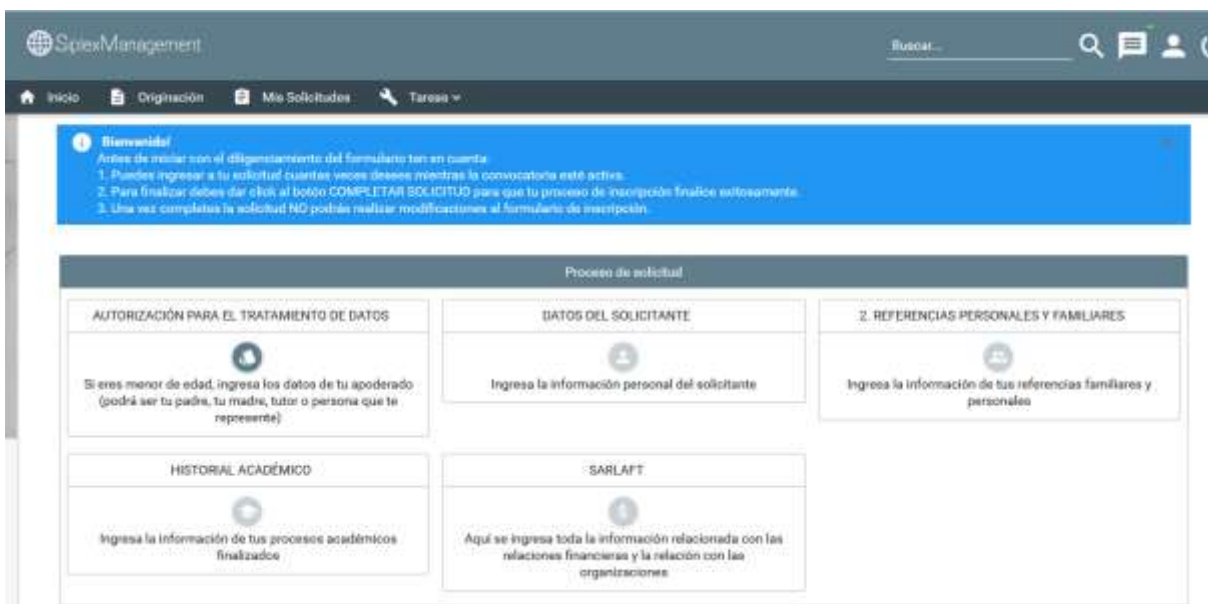 SiplexManagement
Buscar...
Inicio
Originación
Mis Solicitudes
Tareas
Bienvenido!
Antes de iniciar con el diligenciamiento del formulario ten en cuenta:
1. Puedes ingresar a tu solicitud cuantas veces desees mientras la convocatoria esté activa.
2. Para finalizar debes dar click al botón COMPLETAR SOLICITUD para que tu proceso de inscripción finalice exitosamente.
3. Una vez completes la solicitud NO podrás realizar modificaciones al formulario de inscripción.
Proceso de solicitud
AUTORIZACIÓN PARA EL TRATAMIENTO DE DATOS
Si eres menor de edad, ingresa los datos de tu apoderado
(podrá ser tu padre, tu madre, tutor o persona que te
represente)
DATOS DEL SOLICITANTE
Ingresa la información personal del solicitante
2. REFERENCIAS PERSONALES Y FAMILIARES
Ingresa la información de tus referencias familiares y
personales
HISTORIAL ACADÉMICO
Ingresa la información de tus procesos académicos
finalizados
SARLAFT
Aquí se ingresa toda la información relacionada con las
relaciones financieras y la relación con las
organizaciones